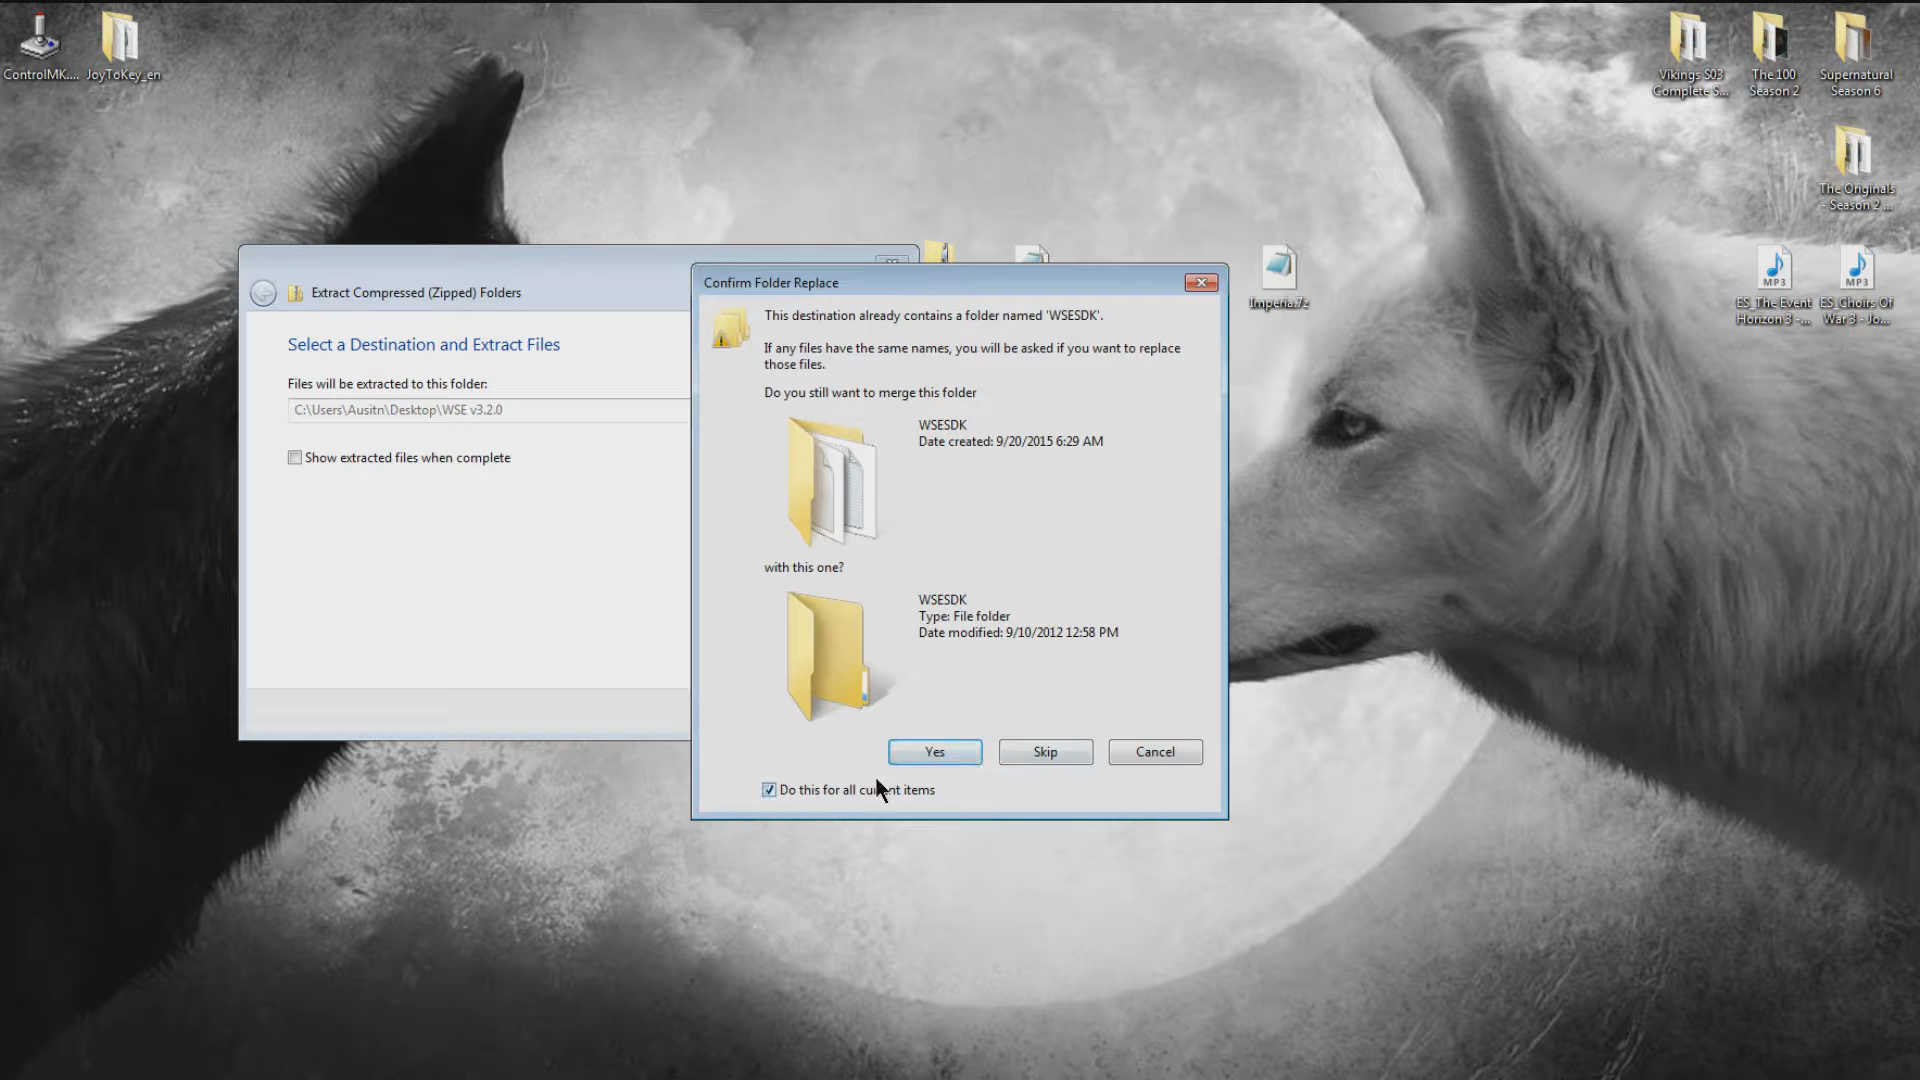 ControlMK....
JoyToKey_en
Vikings S03
Complete S...
The 100
Season 2
Supernatural
Season 6
The Originals
- Season 2 ...
Imperia.7z
ES_The Event
Horizon 3 -...
ES_Choirs Of
War 3 - Jo...
MP3
MP3
Extract Compressed (Zipped) Folders
Select a Destination and Extract Files
Files will be extracted to this folder:
C:\Users\Ausitn\Desktop\WSE v3.2.0
Show extracted files when complete
Confirm Folder Replace
This destination already contains a folder named 'WSESDK'.
If any files have the same names, you will be asked if you want to replace
those files.
Do you still want to merge this folder
WSESDK
Date created: 9/20/2015 6:29 AM
with this one?
WSESDK
Type: File folder
Date modified: 9/10/2012 12:58 PM
Yes
Skip
Cancel
Do this for all current items